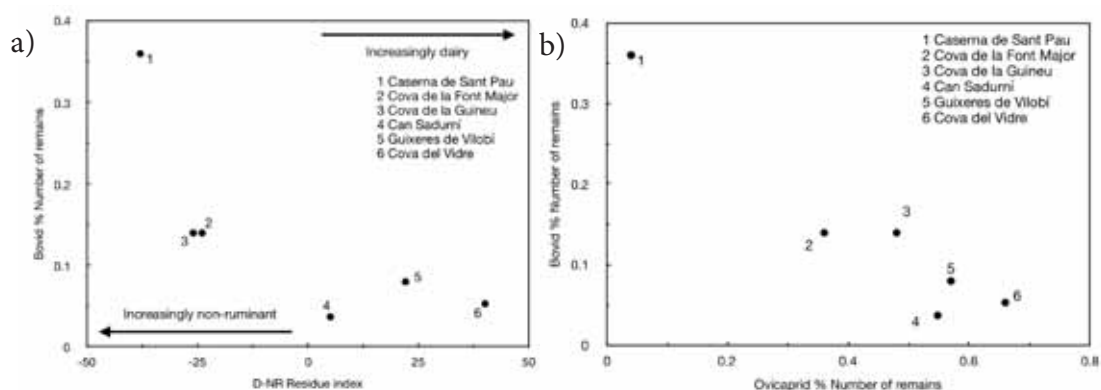 a)
0.4
0.3
0.2
0.1
0
Bovid % Number of remains
Increasingly dairy
1 Caserna de Sant Pau
2 Cova de la Font Major
3 Cova de la Guineu
4 Can Sadurní
5 Guixeres de Vilobí
6 Cova del Vidre
1
2
3
4
5
6
Increasingly non-ruminant
-50
-25
0
25
50
D-NR Residue index
b)
0.4
0.3
0.2
0.1
0
Bovid % Number of remains
1 Caserna de Sant Pau
2 Cova de la Font Major
3 Cova de la Guineu
4 Can Sadurní
5 Guixeres de Vilobí
6 Cova del Vidre
1
2
3
4
5
6
0
0.2
0.4
0.6
0.8
Ovicaprid % Number of remains